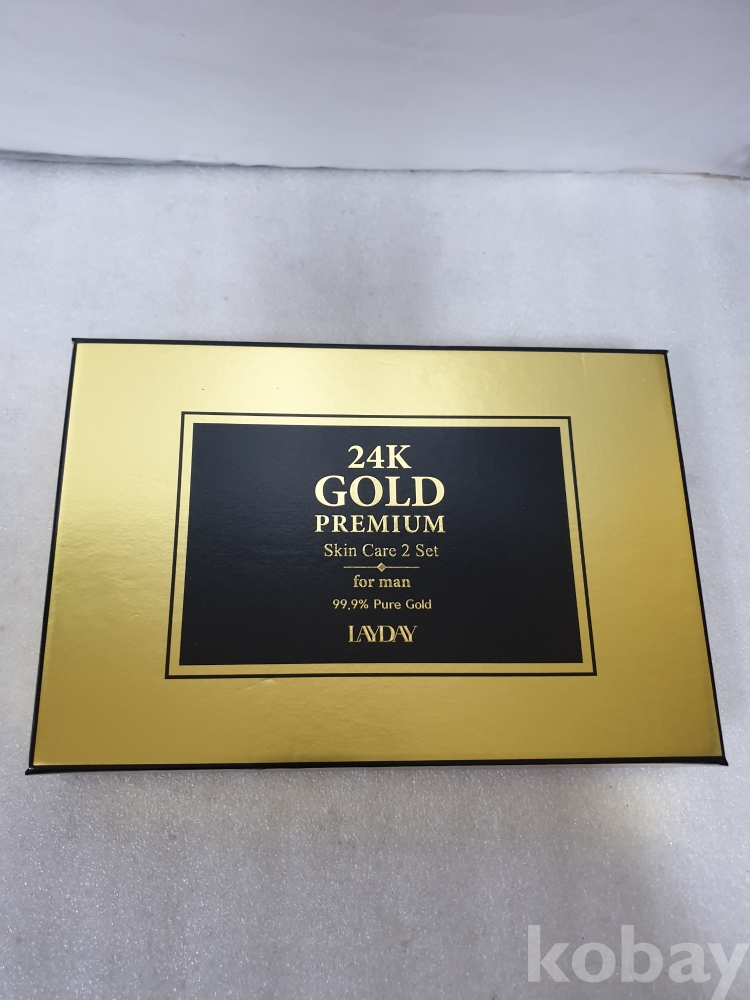 24K
GOLD
PREMIUM
Skin Care 2 Set
for man
99.9% Pure Gold
LAYDAY
kobay